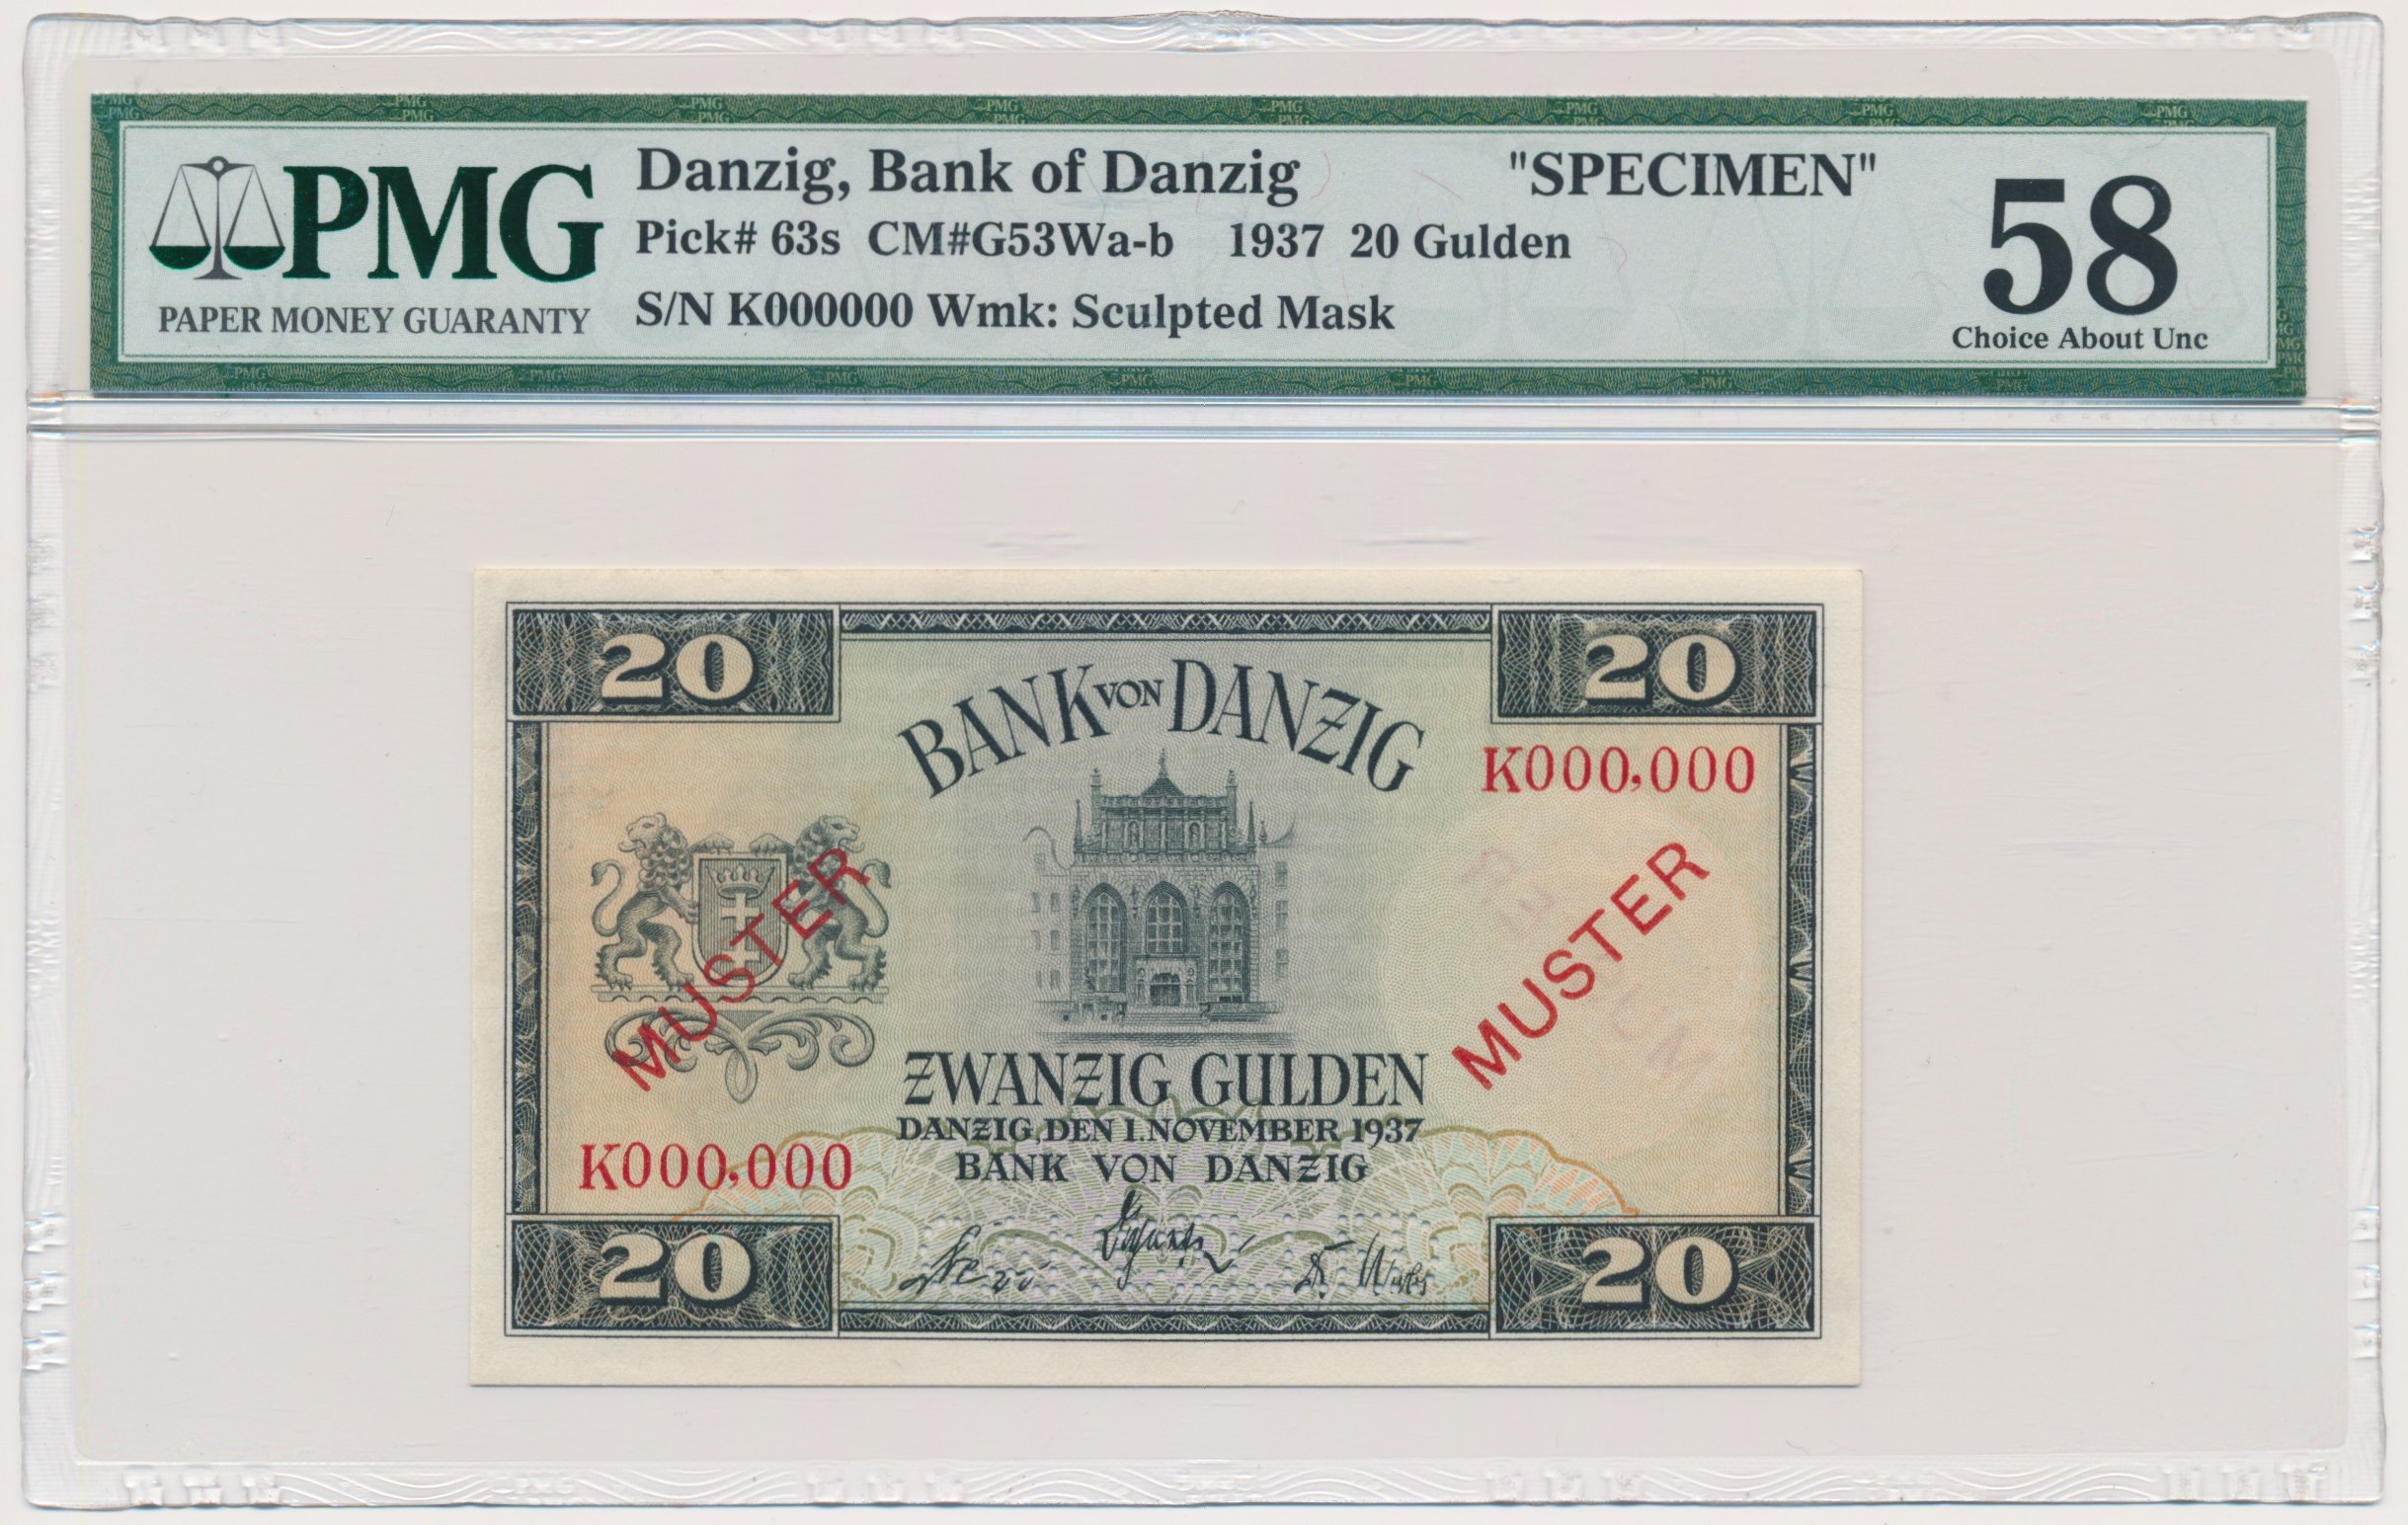 PMG
PAPER MONEY GUARANTY
Danzig, Bank of Danzig "SPECIMEN"
Pick# 63s CM#G53Wa-b 1937 20 Gulden
S/N K000000 Wmk: Sculpted Mask
58
Choice About Unc
20 20
BANK VON DANZIG
K000,000
MUSTER MUSTER
ZWANZIG GULDEN
DANZIG, DEN 1. NOVEMBER 1937
K000,000
BANK VON DANZIG
20 20